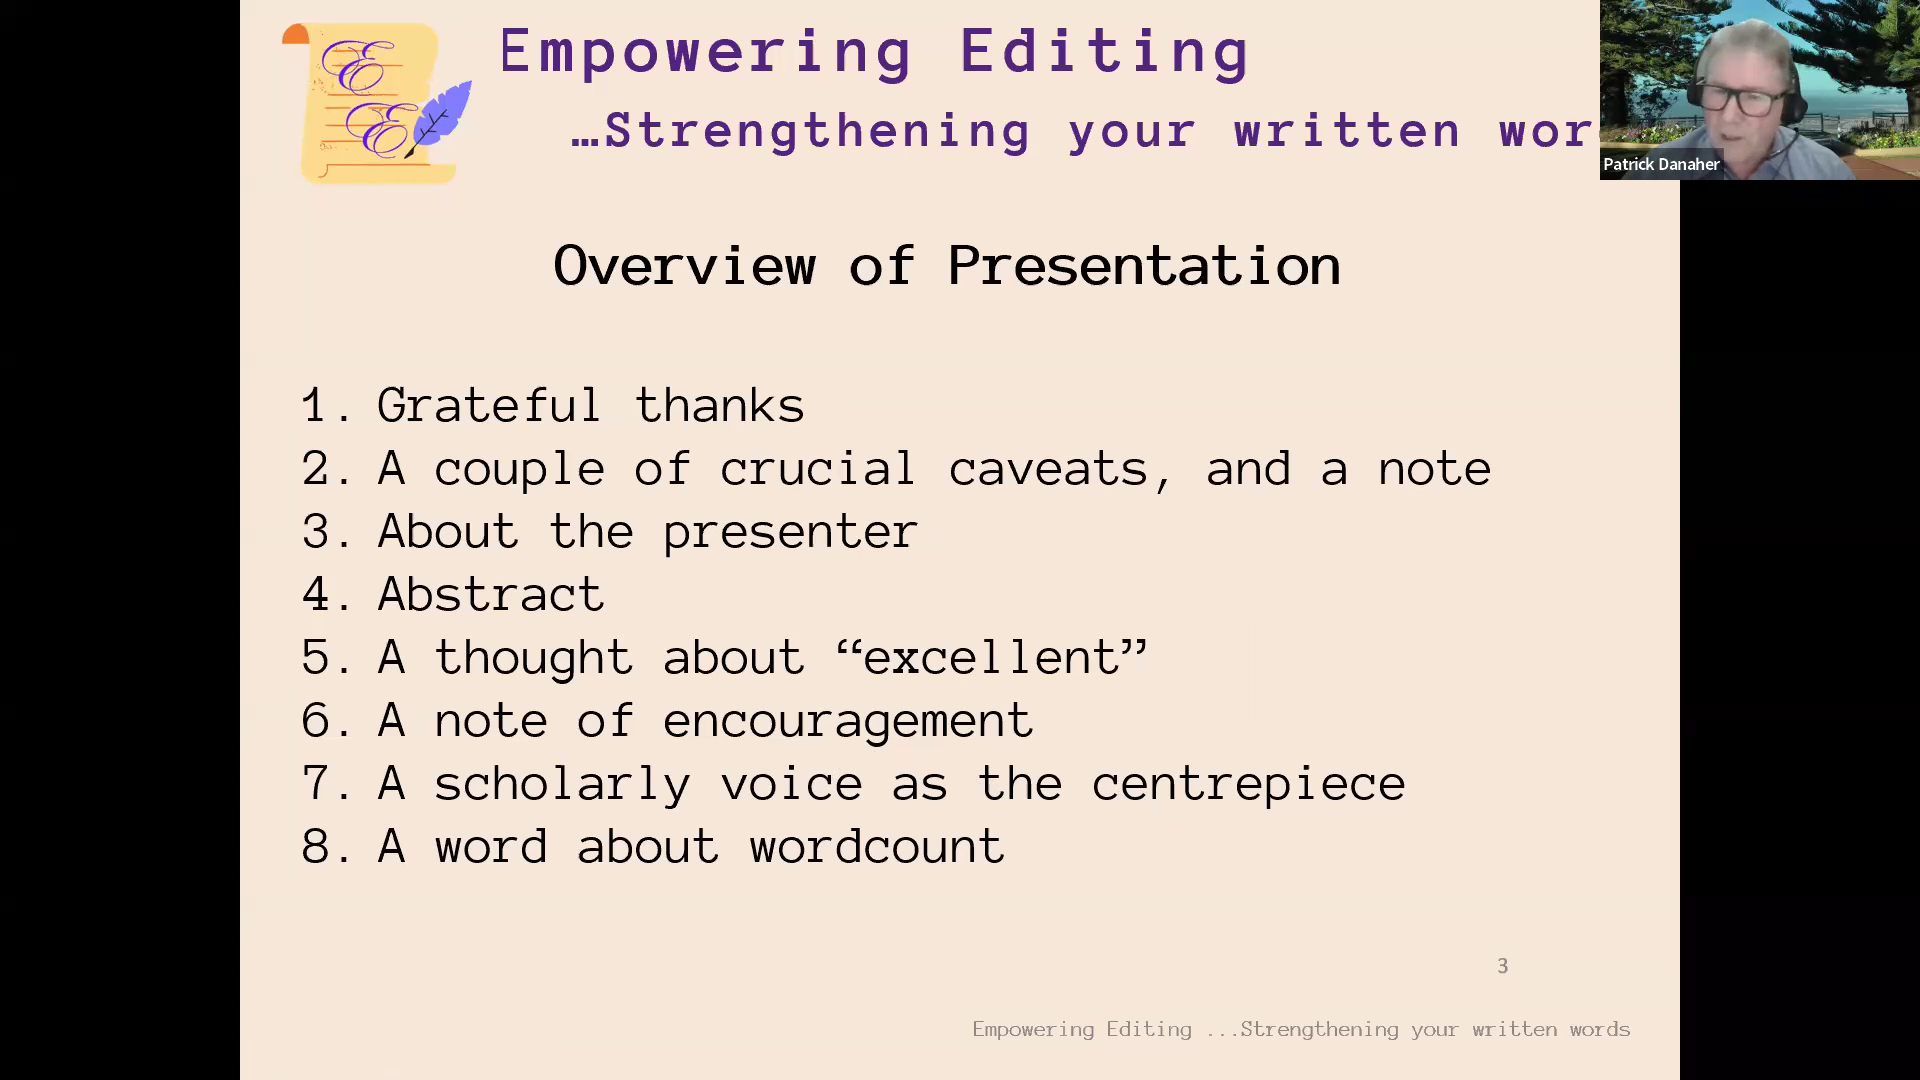 E E
E E
Empowering Editing
…Strengthening your written wor
Patrick Danaher
Overview of Presentation
1. Grateful thanks
2. A couple of crucial caveats, and a note
3. About the presenter
4. Abstract
5. A thought about “excellent”
6. A note of encouragement
7. A scholarly voice as the centrepiece
8. A word about wordcount
3
Empowering Editing ...Strengthening your written words